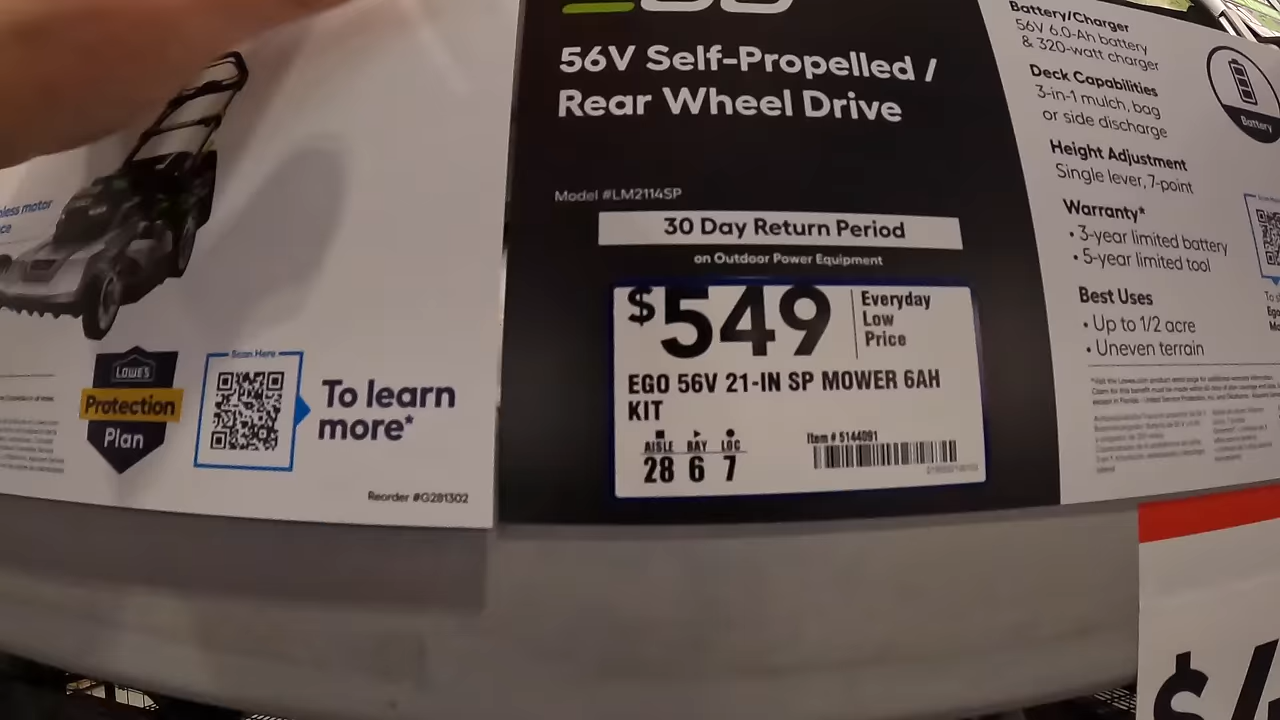 less motor
Scan Here
LOWE'S
Protection
Plan
To learn
more*
Reorder #G281302
56V Self-Propelled /
Rear Wheel Drive
Model #LM2114SP
30 Day Return Period
on Outdoor Power Equipment
$549
Everyday
Low
Price
EGO 56V 21-IN SP MOWER 6AH
KIT
AISLE BAY LOC
28 6 7
Item # 5144091
Battery/Charger
56V 6.0-Ah battery
& 320-watt charger
Deck Capabilities
3-in-1 mulch, bag
or side discharge
Height Adjustment
Single lever, 7-point
Warranty*
• 3-year limited battery
• 5-year limited tool
Best Uses
• Up to 1/2 acre
• Uneven terrain
Battery
$